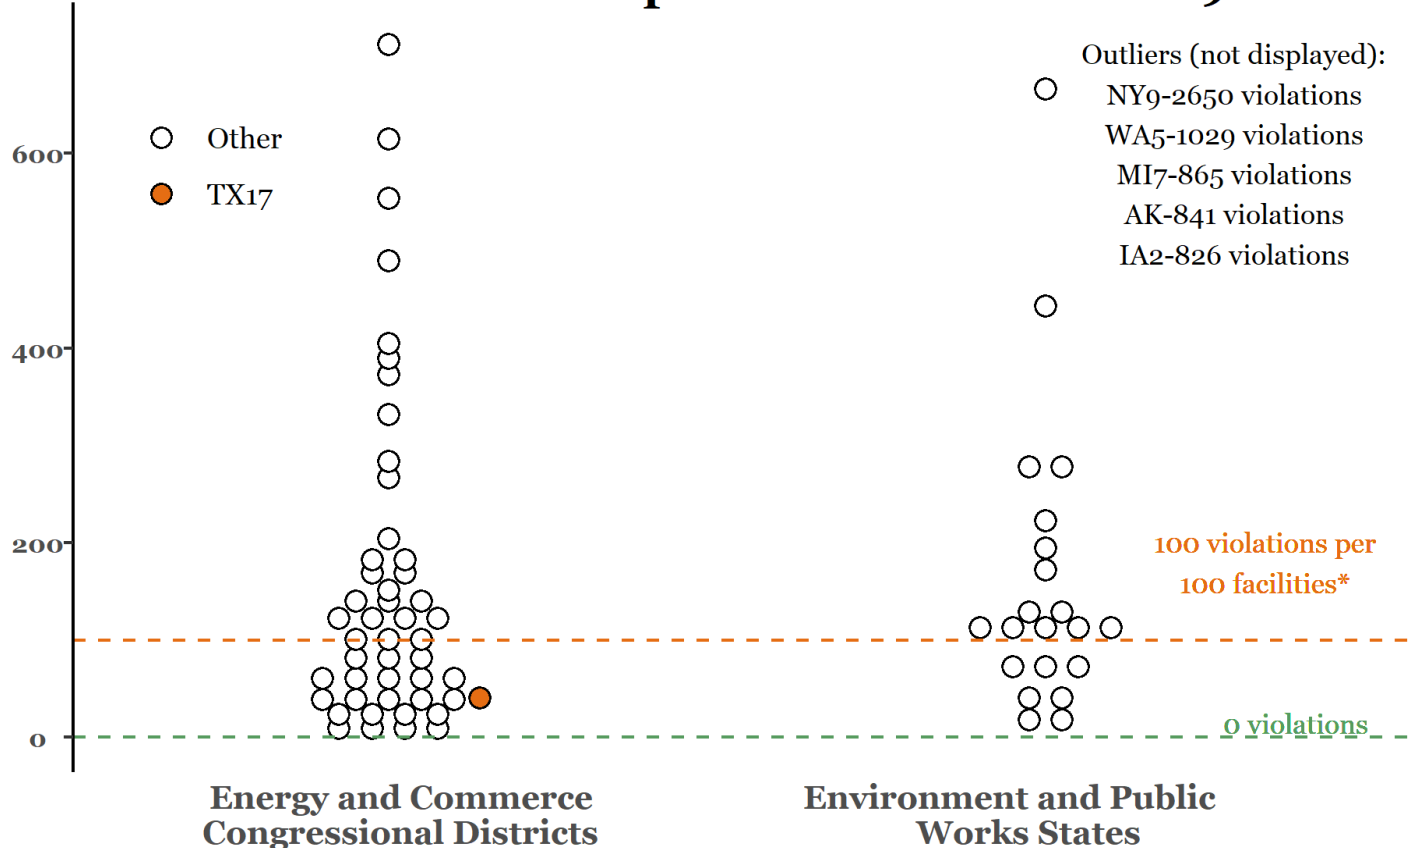 Outliers (not displayed):
NY9-2650 violations
WA5-1029 violations
MI7-865 violations
AK-841 violations
IA2-826 violations
Other
TX17
600
400
200
0
100 violations per
100 facilities*
0 violations
Energy and Commerce
Congressional Districts
Environment and Public
Works States